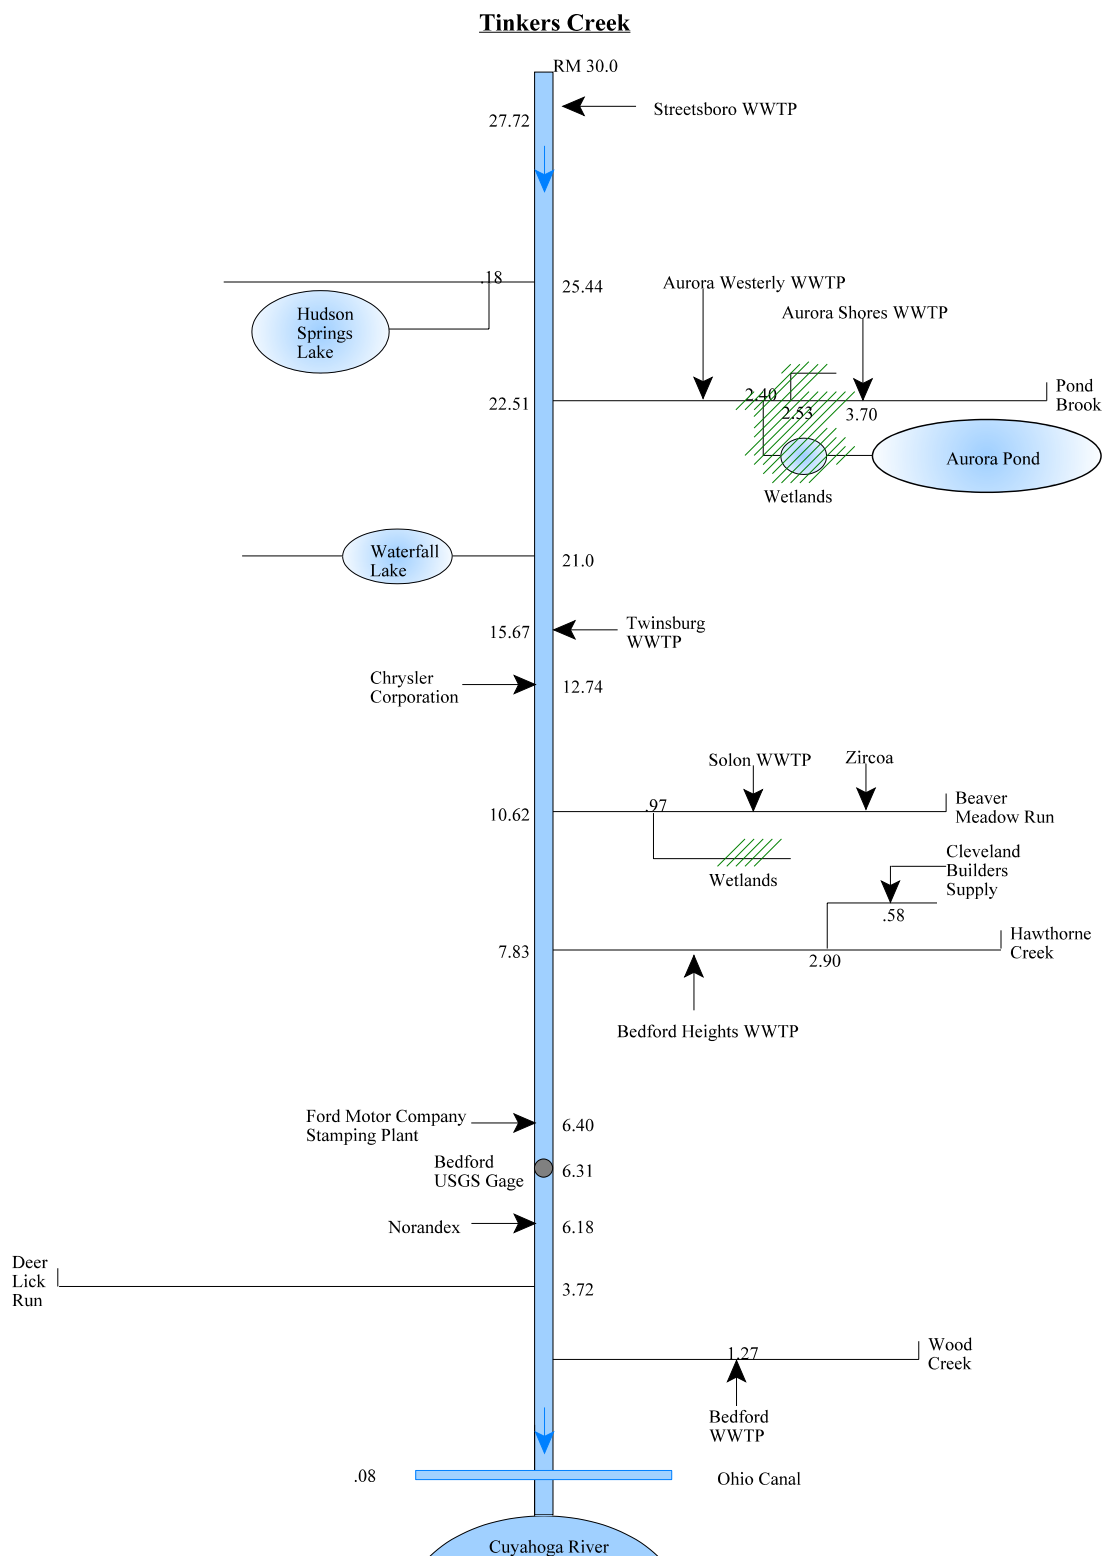 Tinkers Creek
RM 30.0
Streetsboro WWTP
27.72
.18
25.44
Hudson
Springs
Lake
Aurora Westerly WWTP
Aurora Shores WWTP
22.51
2.40
2.53
3.70
Pond
Brook
Aurora Pond
Wetlands
Waterfall
Lake
21.0
15.67
Twinsburg
WWTP
Chrysler
Corporation
12.74
Solon WWTP
Zircoa
10.62
.97
Beaver
Meadow Run
Wetlands
Cleveland
Builders
Supply
.58
Hawthorne
Creek
7.83
2.90
Bedford Heights WWTP
Ford Motor Company
Stamping Plant
6.40
Bedford
USGS Gage
6.31
Norandex
6.18
Deer
Lick
Run
3.72
1.27
Wood
Creek
Bedford
WWTP
.08
Ohio Canal
Cuyahoga River